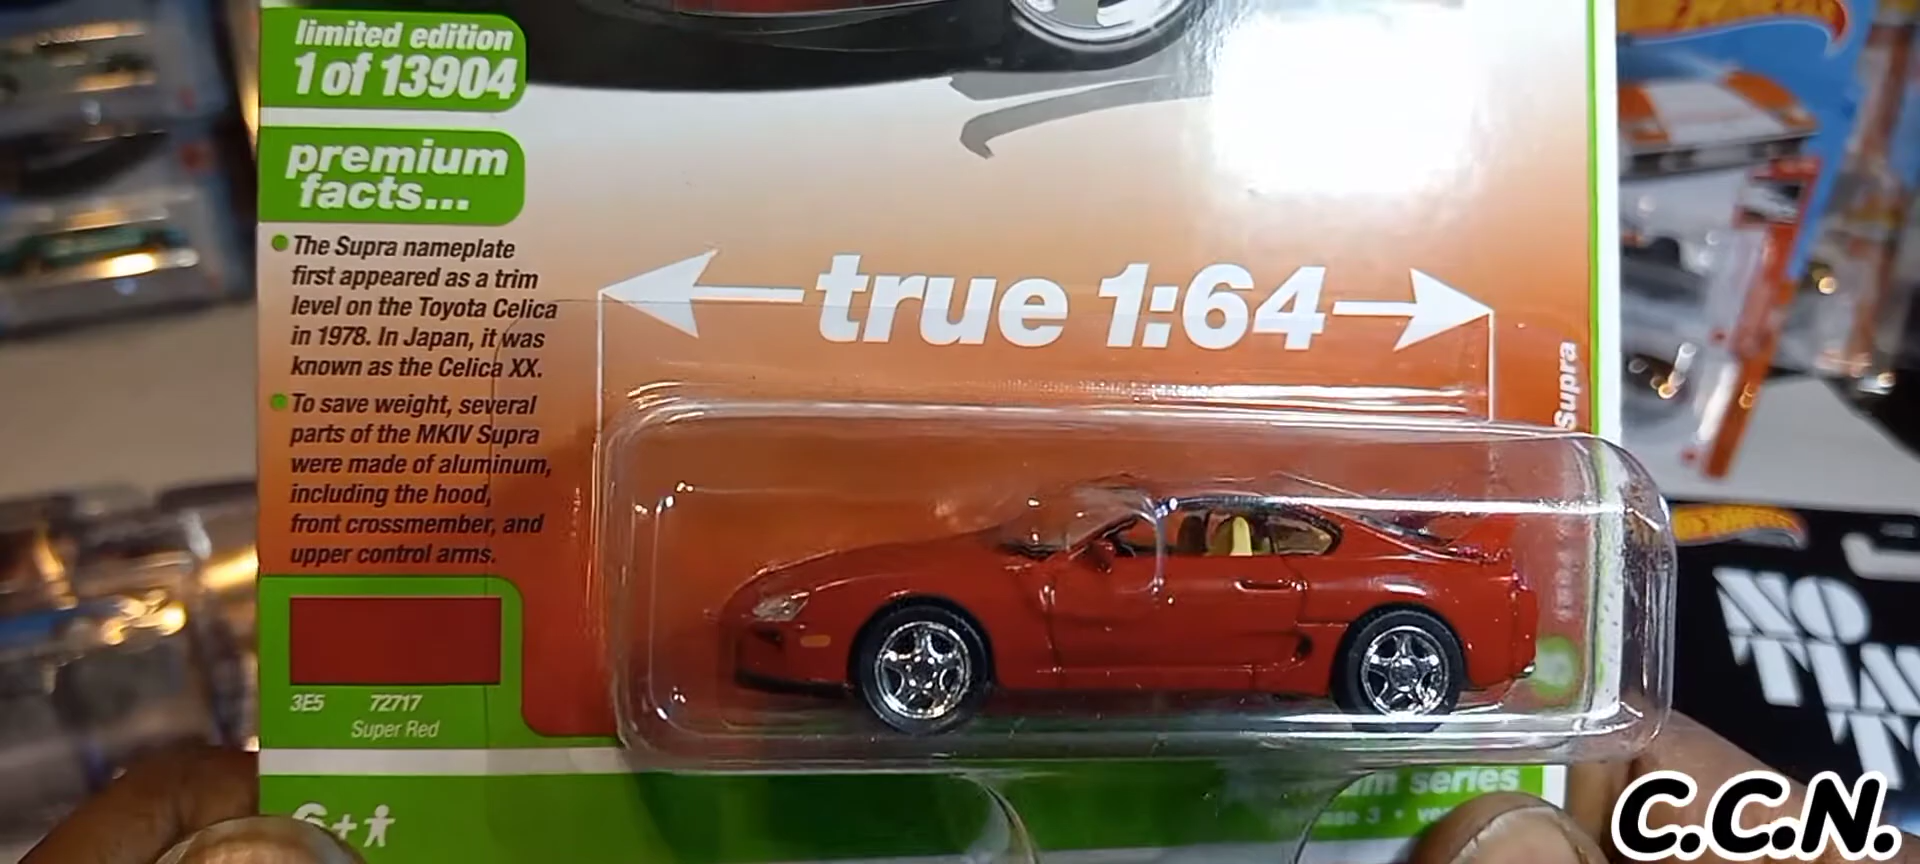 limited edition
1 of 13904
premium
facts...
The Supra nameplate
first appeared as a trim
level on the Toyota Celica
in 1978. In Japan, it was
known as the Celica XX.
To save weight, several
parts of the MKIV Supra
were made of aluminum,
including the hood,
front crossmember, and
upper control arms.
3E5 72717
Super Red
true 1:64
Supra
series
3
NO
C.C.N.